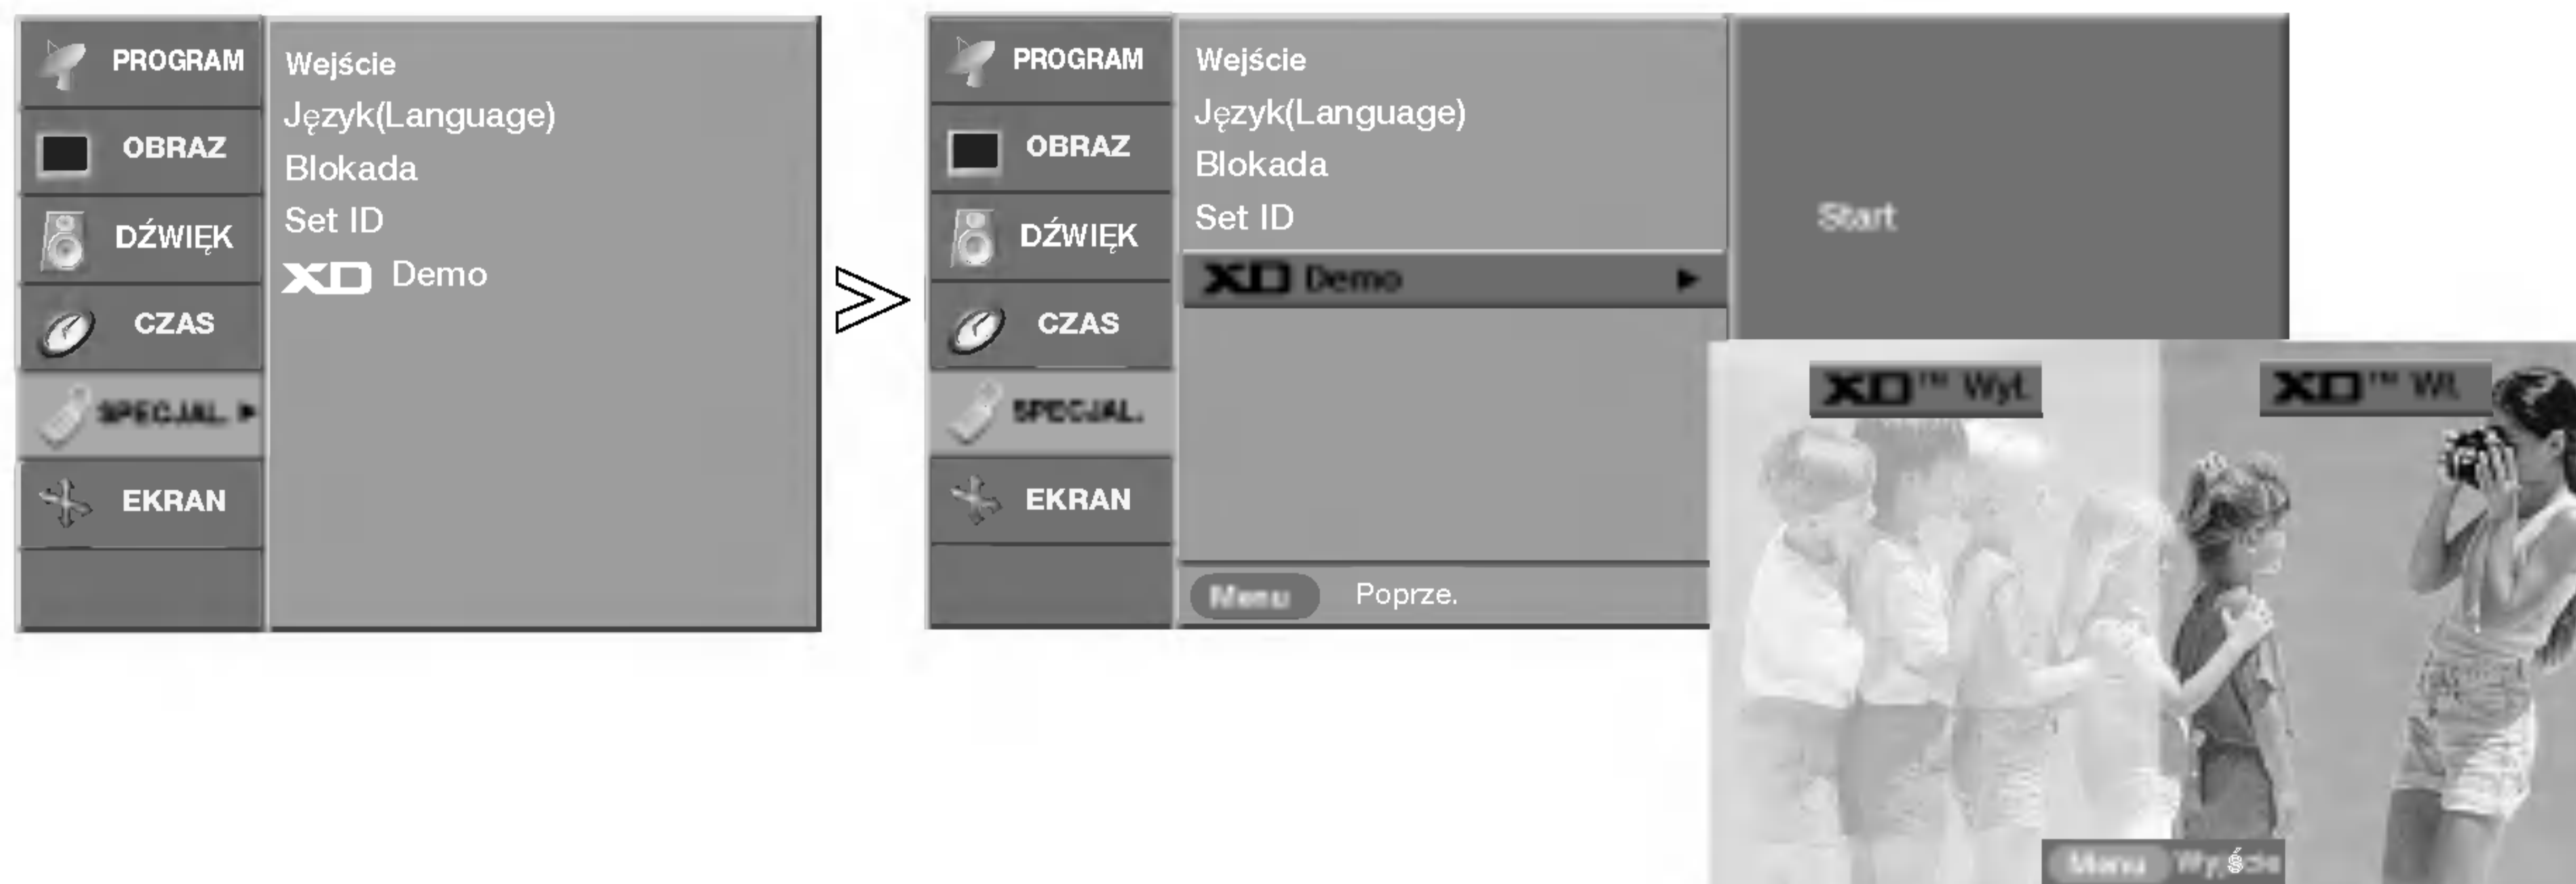 PROGRAM
OBRAZ
DŹWIĘK
CZAS
SPECJAL.
EKRAN
Wejście
Język(Language)
Blokada
Set ID
XD Demo
PROGRAM
OBRAZ
DŹWIĘK
CZAS
SPECJAL.
EKRAN
Wejście
Język(Language)
Blokada
Set ID
XD Demo
Menu Poprze.
Start
XD™ Wył.
XD™ Wł.
Menu Wyjście